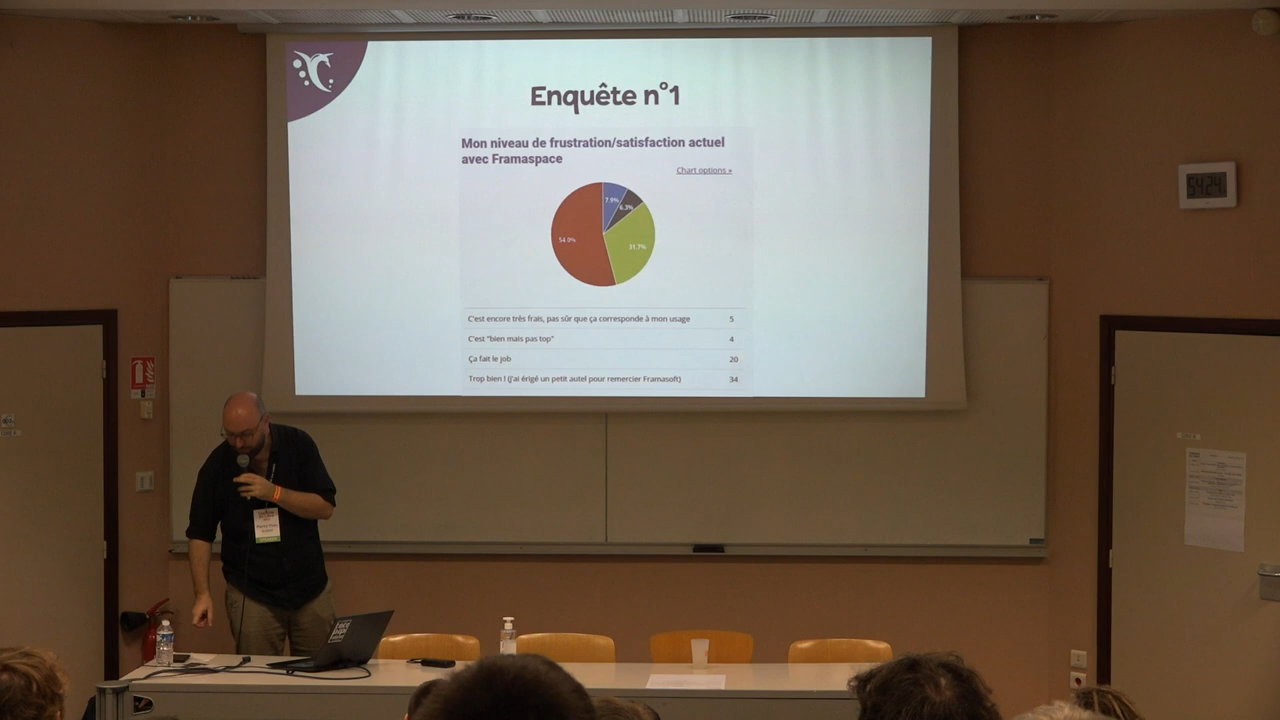 Enquête n°1
Mon niveau de frustration/satisfaction actuel
avec Framaspace
Chart options »
7.9%
6.3%
54.0%
31.7%
C'est encore très frais, pas sûr que ça corresponde à mon usage 5
C'est "bien mais pas top" 4
Ça fait le job 20
Trop bien ! (j'ai érigé un petit autel pour remercier Framasoft) 34
54:24